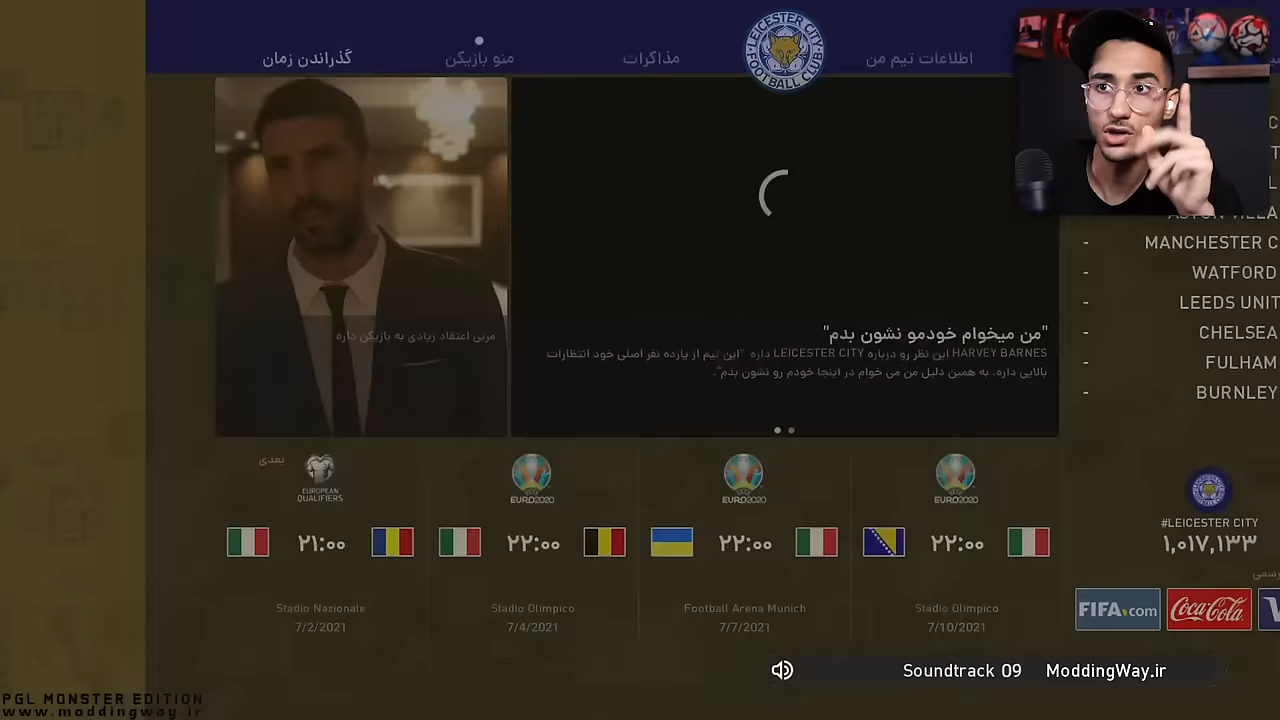 گذراندن زمان
منو بازیکن
مذاکرات
LEICESTER CITY
FOOTBALL CLUB
اطلاعات تیم من
مربی اعتقاد زیادی به بازیکن داره
"من میخوام خودمو نشون بدم"
HARVEY BARNES این نظر رو درباره LEICESTER CITY داره "این تیم از یازده نفر اصلی خود انتظارات
بالایی داره. به همین دلیل من می خوام در اینجا خودم رو نشون بدم".
ASTON VILLA
- MANCHESTER C
- WATFORD
- LEEDS UNIT
- CHELSEA
- FULHAM
- BURNLEY
بعدی
EUROPEAN
QUALIFIERS
EURO2020
EURO2020
EURO2020
۲۱:۰۰
۲۲:۰۰
۲۲:۰۰
۲۲:۰۰
Stadio Nazionale
7/2/2021
Stadio Olimpico
7/4/2021
Football Arena Munich
7/7/2021
Stadio Olimpico
7/10/2021
#LEICESTER CITY
۱,۰۱۷,۱۳۳
FIFA.com
Coca-Cola
V
Soundtrack 09 ModdingWay.ir
PGL MONSTER EDITION
www.moddingway.ir